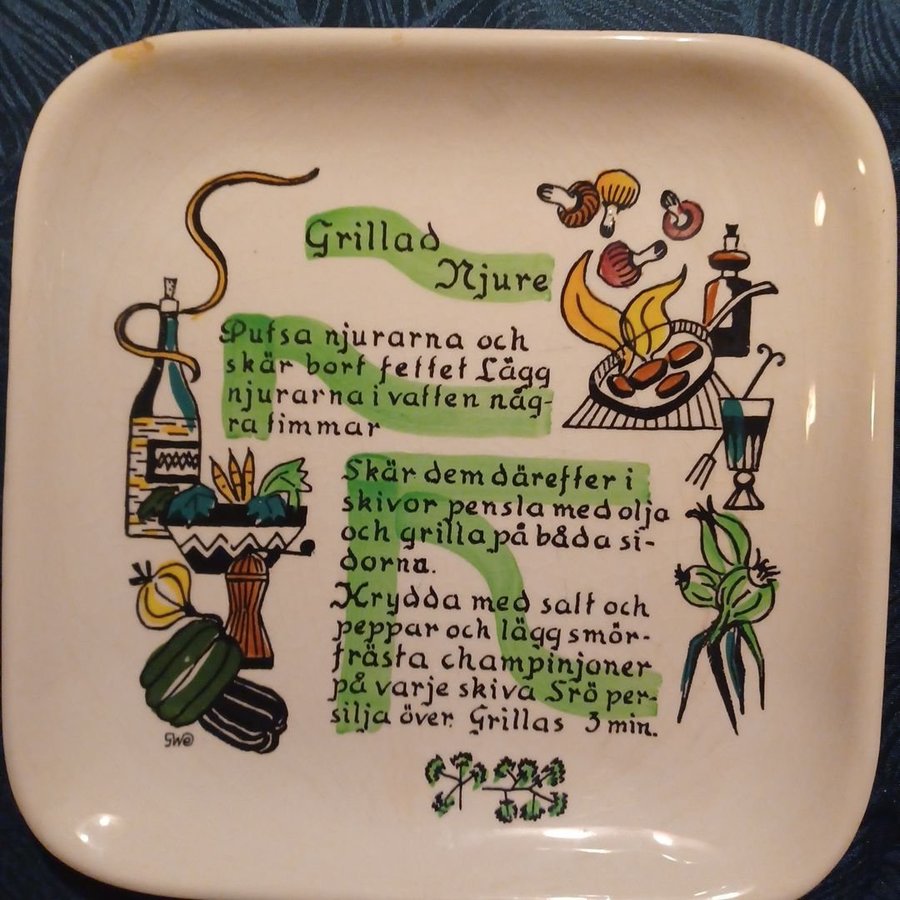 Grillad
Njure
Putsa njurarna och
skär bort fettet Lägg
njurarna i vatten någ-
ra timmar
Skär dem därefter i
skivor pensla med olja
och grilla på båda si-
dorna.
Krydda med salt och
peppar och lägg smör-
frästa champinjoner
på varje skiva Srö per-
silja över. Grillas 3 min.